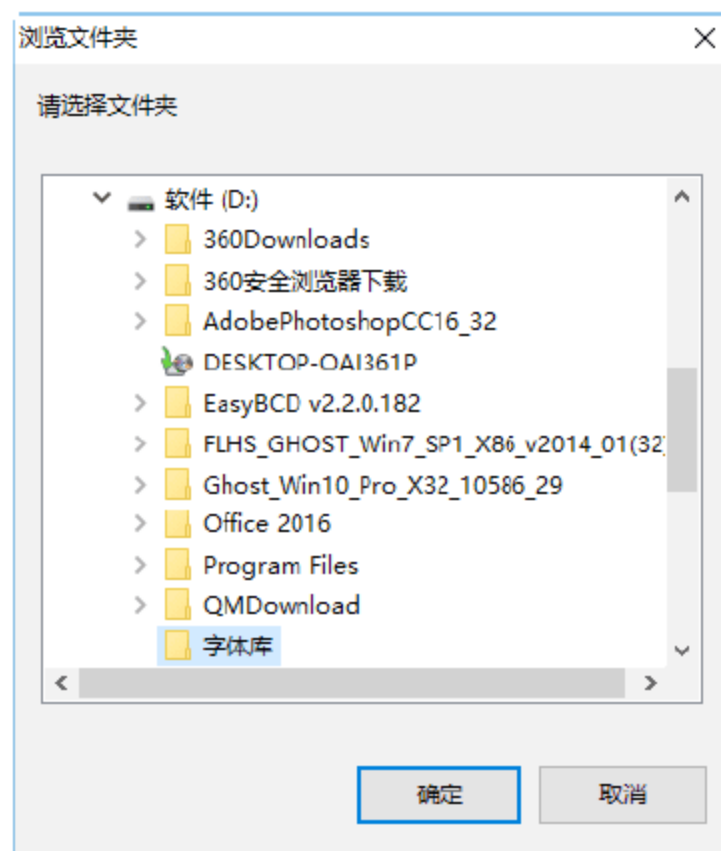 浏览文件夹
请选择文件夹
软件 (D:)
360Downloads
360安全浏览器下载
AdobePhotoshopCC16_32
DESKTOP-OAI361P
EasyBCD v2.2.0.182
FLHS_GHOST_Win7_SP1_X86_v2014_01(32)
Ghost_Win10_Pro_X32_10586_29
Office 2016
Program Files
QMDownload
字体库
确定
取消